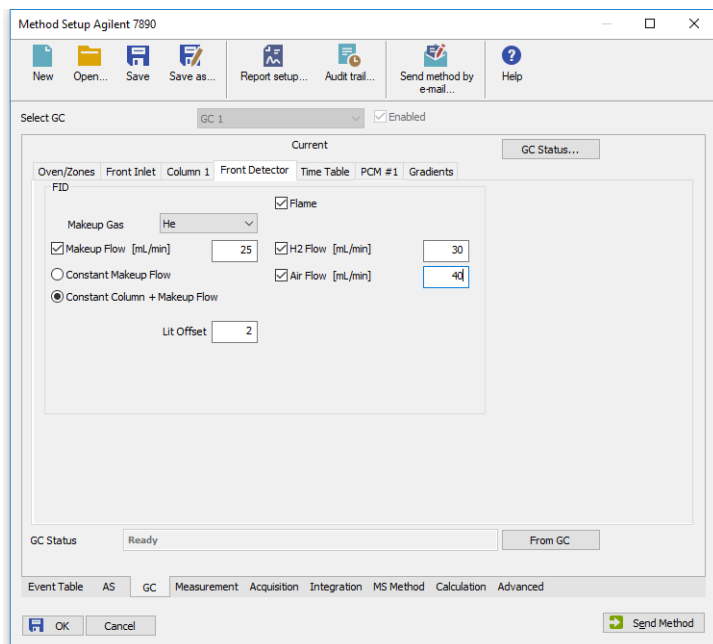 Method Setup Agilent 7890
New Open... Save Save as... Report setup... Audit trail... Send method by e-mail... Help
Select GC GC 1 Enabled
Current GC Status...
Oven/Zones Front Inlet Column 1 Front Detector Time Table PCM #1 Gradients
FID
Flame
Makeup Gas He
Makeup Flow [mL/min] 25 H2 Flow [mL/min] 30
Constant Makeup Flow Air Flow [mL/min] 40
Constant Column + Makeup Flow
Lit Offset 2
GC Status Ready From GC
Event Table AS GC Measurement Acquisition Integration MS Method Calculation Advanced
OK Cancel Send Method